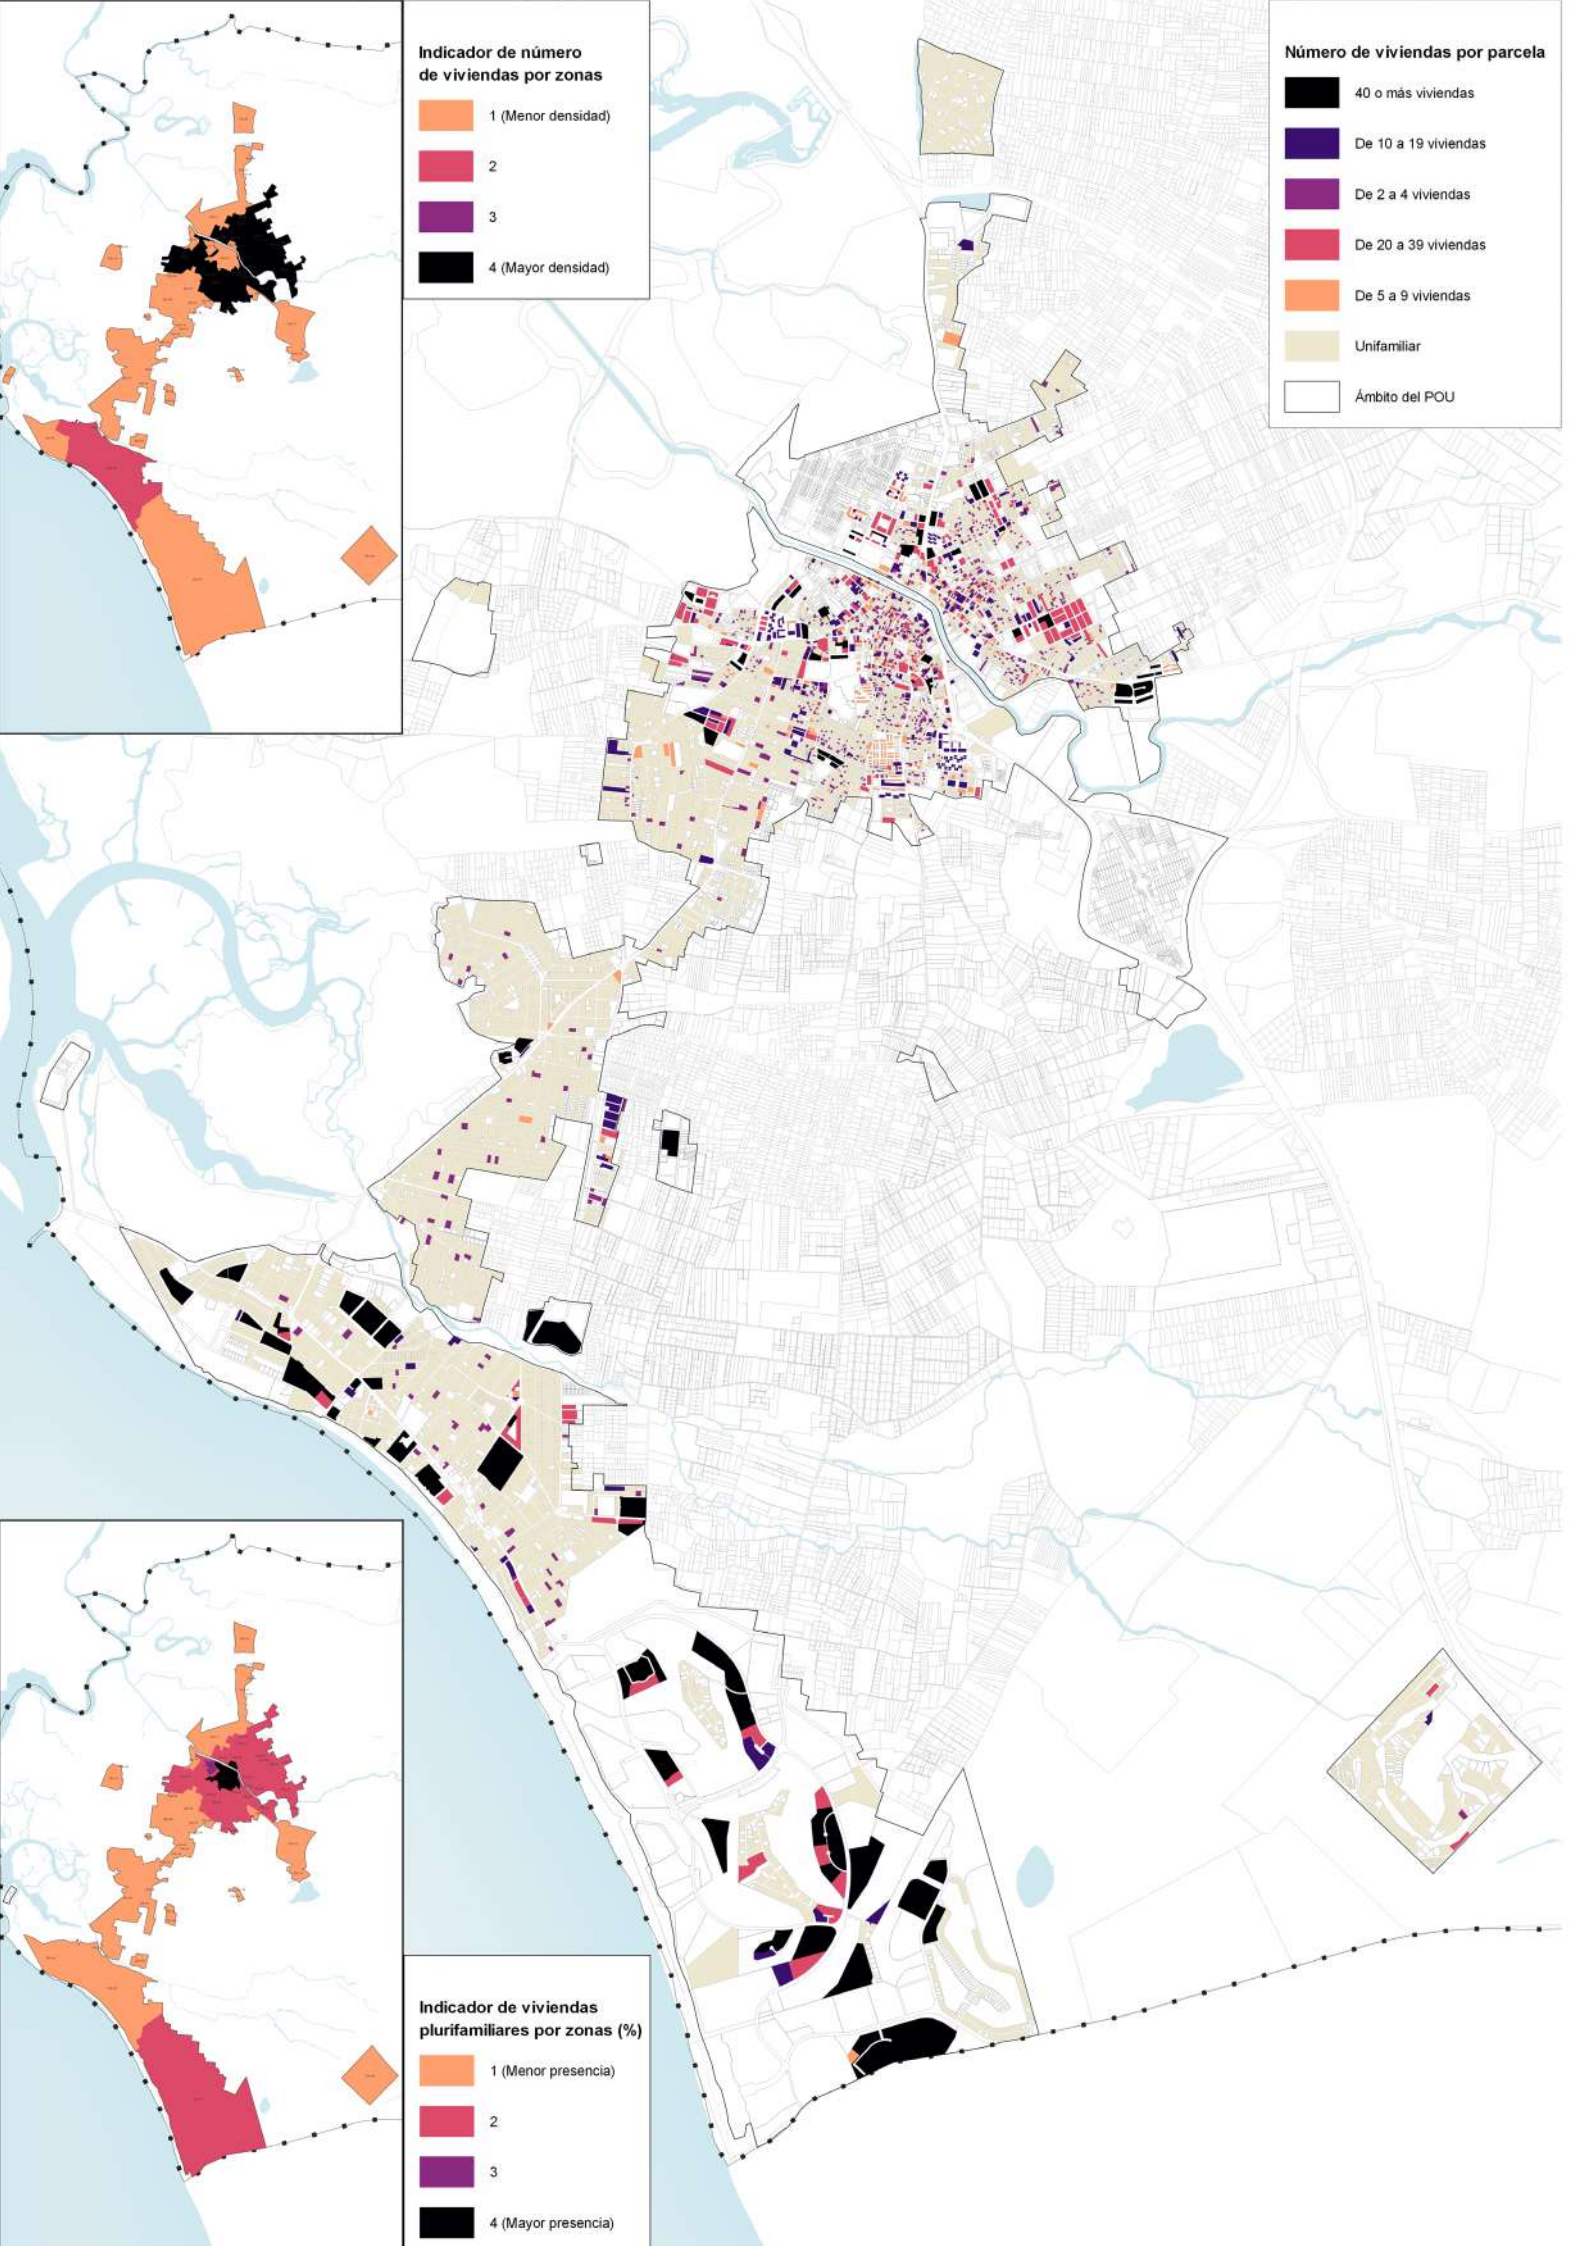 Indicador de número
de viviendas por zonas
1 (Menor densidad)
2
3
4 (Mayor densidad)
Número de viviendas por parcela
40 o más viviendas
De 10 a 19 viviendas
De 2 a 4 viviendas
De 20 a 39 viviendas
De 5 a 9 viviendas
Unifamiliar
Ámbito del POU
Indicador de viviendas
plurifamiliares por zonas (%)
1 (Menor presencia)
2
3
4 (Mayor presencia)